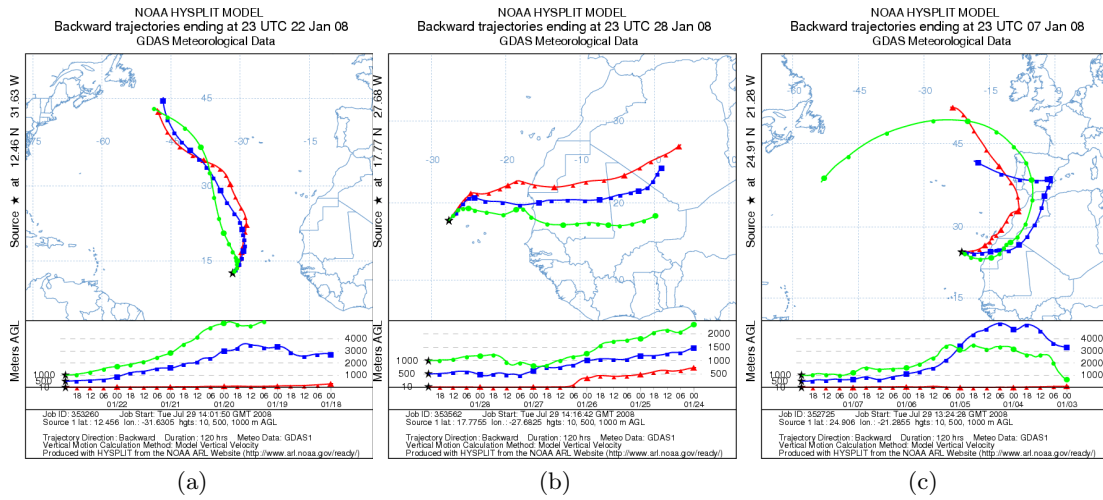 NOAA HYSPLIT MODEL
Backward trajectories ending at 23 UTC 22 Jan 08
GDAS Meteorological Data
Source ★ at 12.46 N 31.63 W
-75
45
-45
-30
-15
30
15
Meters AGL
1000
500
10
4000
3000
2000
1000
18 12 06 00 18 12 06 00 18 12 06 00 18 12 06 00 18 12 06 00
01/22 01/21 01/20 01/19 01/18
Job ID: 353260 Job Start: Tue Jul 29 14:01:50 GMT 2008
Source 1 lat.: 12.456 lon.: -31.6305 hgts: 10, 500, 1000 m AGL
Trajectory Direction: Backward Duration: 120 hrs Meteo Data: GDAS1
Vertical Motion Calculation Method: Model Vertical Velocity
Produced with HYSPLIT from the NOAA ARL Website (http://www.arl.noaa.gov/ready/)
(a)
NOAA HYSPLIT MODEL
Backward trajectories ending at 23 UTC 28 Jan 08
GDAS Meteorological Data
Source ★ at 17.77 N 27.68 W
30
-30
-20
-10
0
20
10
Meters AGL
1000
500
10
2000
1500
1000
500
18 12 06 00 18 12 06 00 18 12 06 00 18 12 06 00 18 12 06 00
01/28 01/27 01/26 01/25 01/24
Job ID: 353562 Job Start: Tue Jul 29 14:16:42 GMT 2008
Source 1 lat.: 17.7755 lon.: -27.6825 hgts: 10, 500, 1000 m AGL
Trajectory Direction: Backward Duration: 120 hrs Meteo Data: GDAS1
Vertical Motion Calculation Method: Model Vertical Velocity
Produced with HYSPLIT from the NOAA ARL Website (http://www.arl.noaa.gov/ready/)
(b)
NOAA HYSPLIT MODEL
Backward trajectories ending at 23 UTC 07 Jan 08
GDAS Meteorological Data
Source ★ at 24.91 N 21.28 W
-60
-45
-30
-15
0
45
30
15
Meters AGL
1000
500
10
5000
4000
3000
2000
1000
18 12 06 00 18 12 06 00 18 12 06 00 18 12 06 00 18 12 06 00
01/07 01/06 01/05 01/04 01/03
Job ID: 352725 Job Start: Tue Jul 29 13:24:28 GMT 2008
Source 1 lat.: 24.906 lon.: -21.2855 hgts: 10, 500, 1000 m AGL
Trajectory Direction: Backward Duration: 120 hrs Meteo Data: GDAS1
Vertical Motion Calculation Method: Model Vertical Velocity
Produced with HYSPLIT from the NOAA ARL Website (http://www.arl.noaa.gov/ready/)
(c)